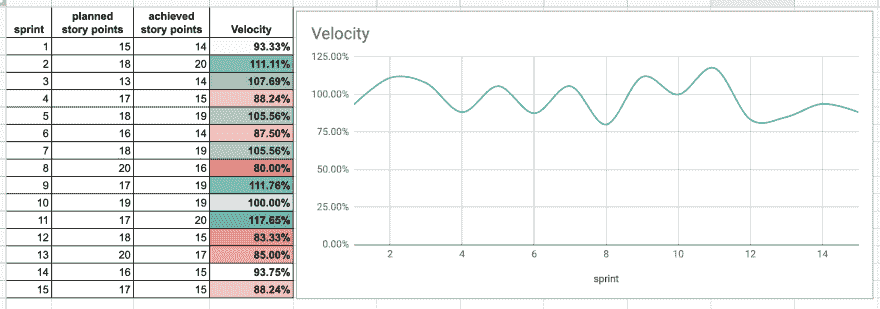 planned achieved
sprint story points story points Velocity
1 15 14 93.33%
2 18 20 111.11%
3 13 14 107.69%
4 17 15 88.24%
5 18 19 105.56%
6 16 14 87.50%
7 18 19 105.56%
8 20 16 80.00%
9 17 19 111.76%
10 19 19 100.00%
11 17 20 117.65%
12 18 15 83.33%
13 20 17 85.00%
14 16 15 93.75%
15 17 15 88.24%
Velocity
125.00%
100.00%
75.00%
50.00%
25.00%
0.00%
2 4 6 8 10 12 14
sprint